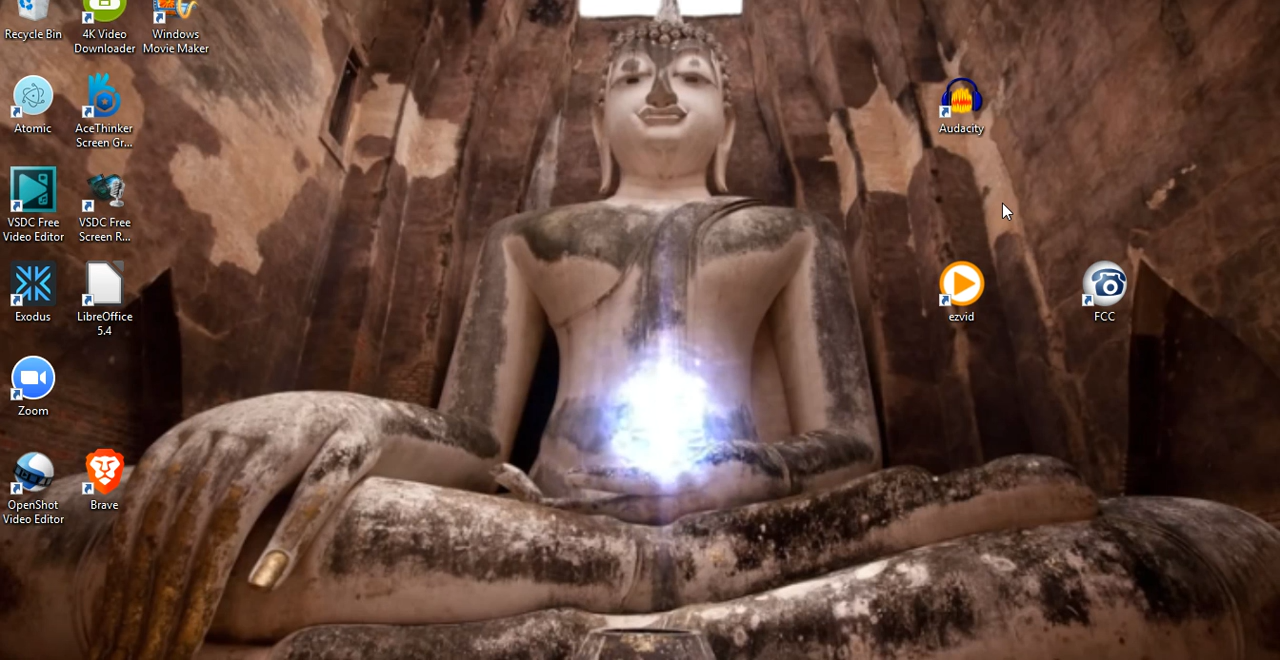 Recycle Bin
4K Video
Downloader
Windows
Movie Maker
Atomic
AceThinker
Screen Gr...
Audacity
VSDC Free
Video Editor
VSDC Free
Screen R...
Exodus
LibreOffice
5.4
ezvid
FCC
Zoom
OpenShot
Video Editor
Brave